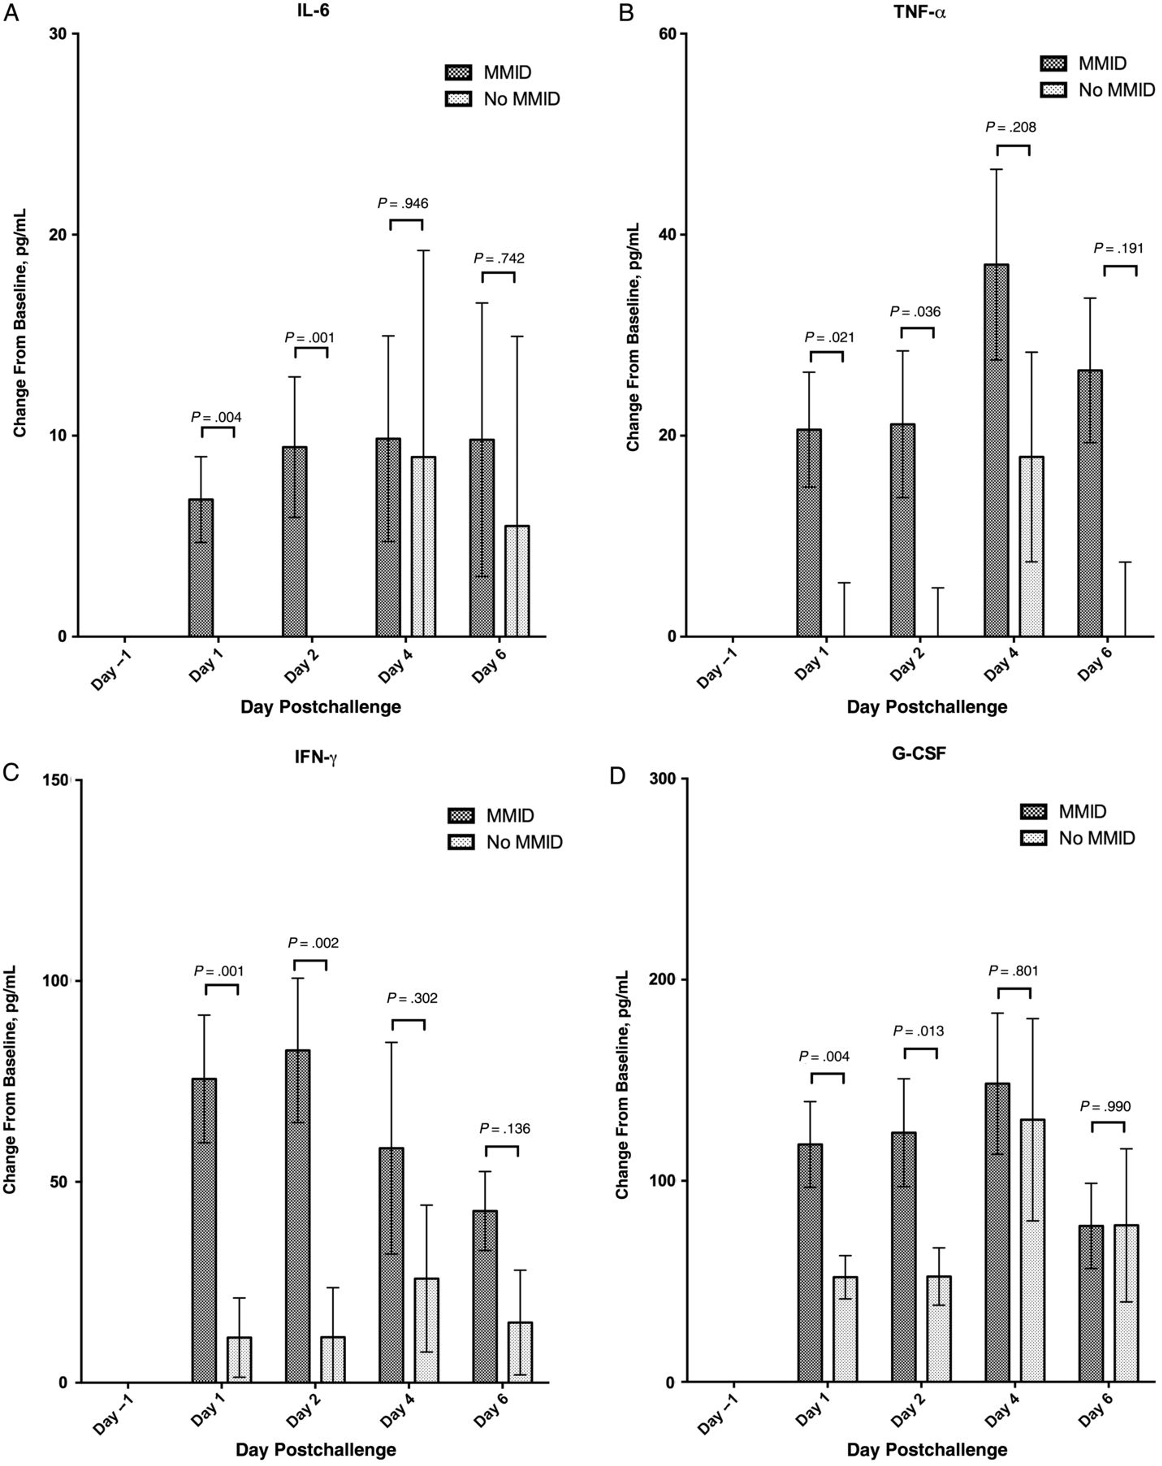 A
IL-6
30
20
10
0
Change From Baseline, pg/mL
MMID
No MMID
P = .004
P = .001
P = .946
P = .742
Day –1
Day 1
Day 2
Day 4
Day 6
Day Postchallenge
B
TNF-α
60
40
20
0
Change From Baseline, pg/mL
MMID
No MMID
P = .021
P = .036
P = .208
P = .191
Day –1
Day 1
Day 2
Day 4
Day 6
Day Postchallenge
C
IFN-γ
150
100
50
0
Change From Baseline, pg/mL
MMID
No MMID
P = .001
P = .002
P = .302
P = .136
Day –1
Day 1
Day 2
Day 4
Day 6
Day Postchallenge
D
G-CSF
300
200
100
0
Change From Baseline, pg/mL
MMID
No MMID
P = .004
P = .013
P = .801
P = .990
Day –1
Day 1
Day 2
Day 4
Day 6
Day Postchallenge